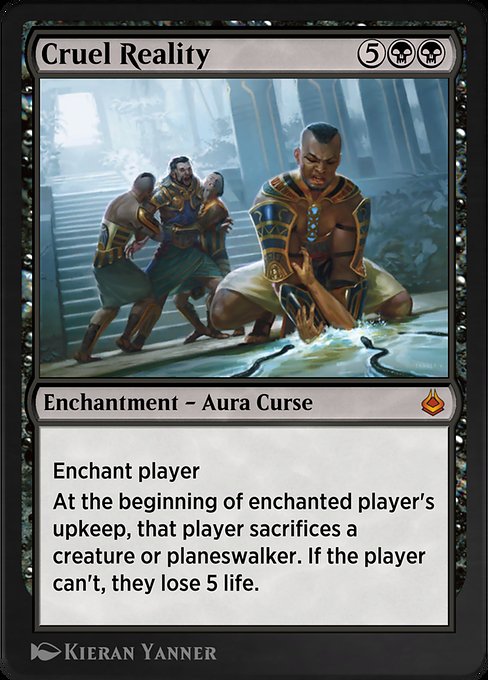 Cruel Reality 5
Enchantment – Aura Curse
Enchant player
At the beginning of enchanted player's
upkeep, that player sacrifices a
creature or planeswalker. If the player
can't, they lose 5 life.
Kieran Yanner